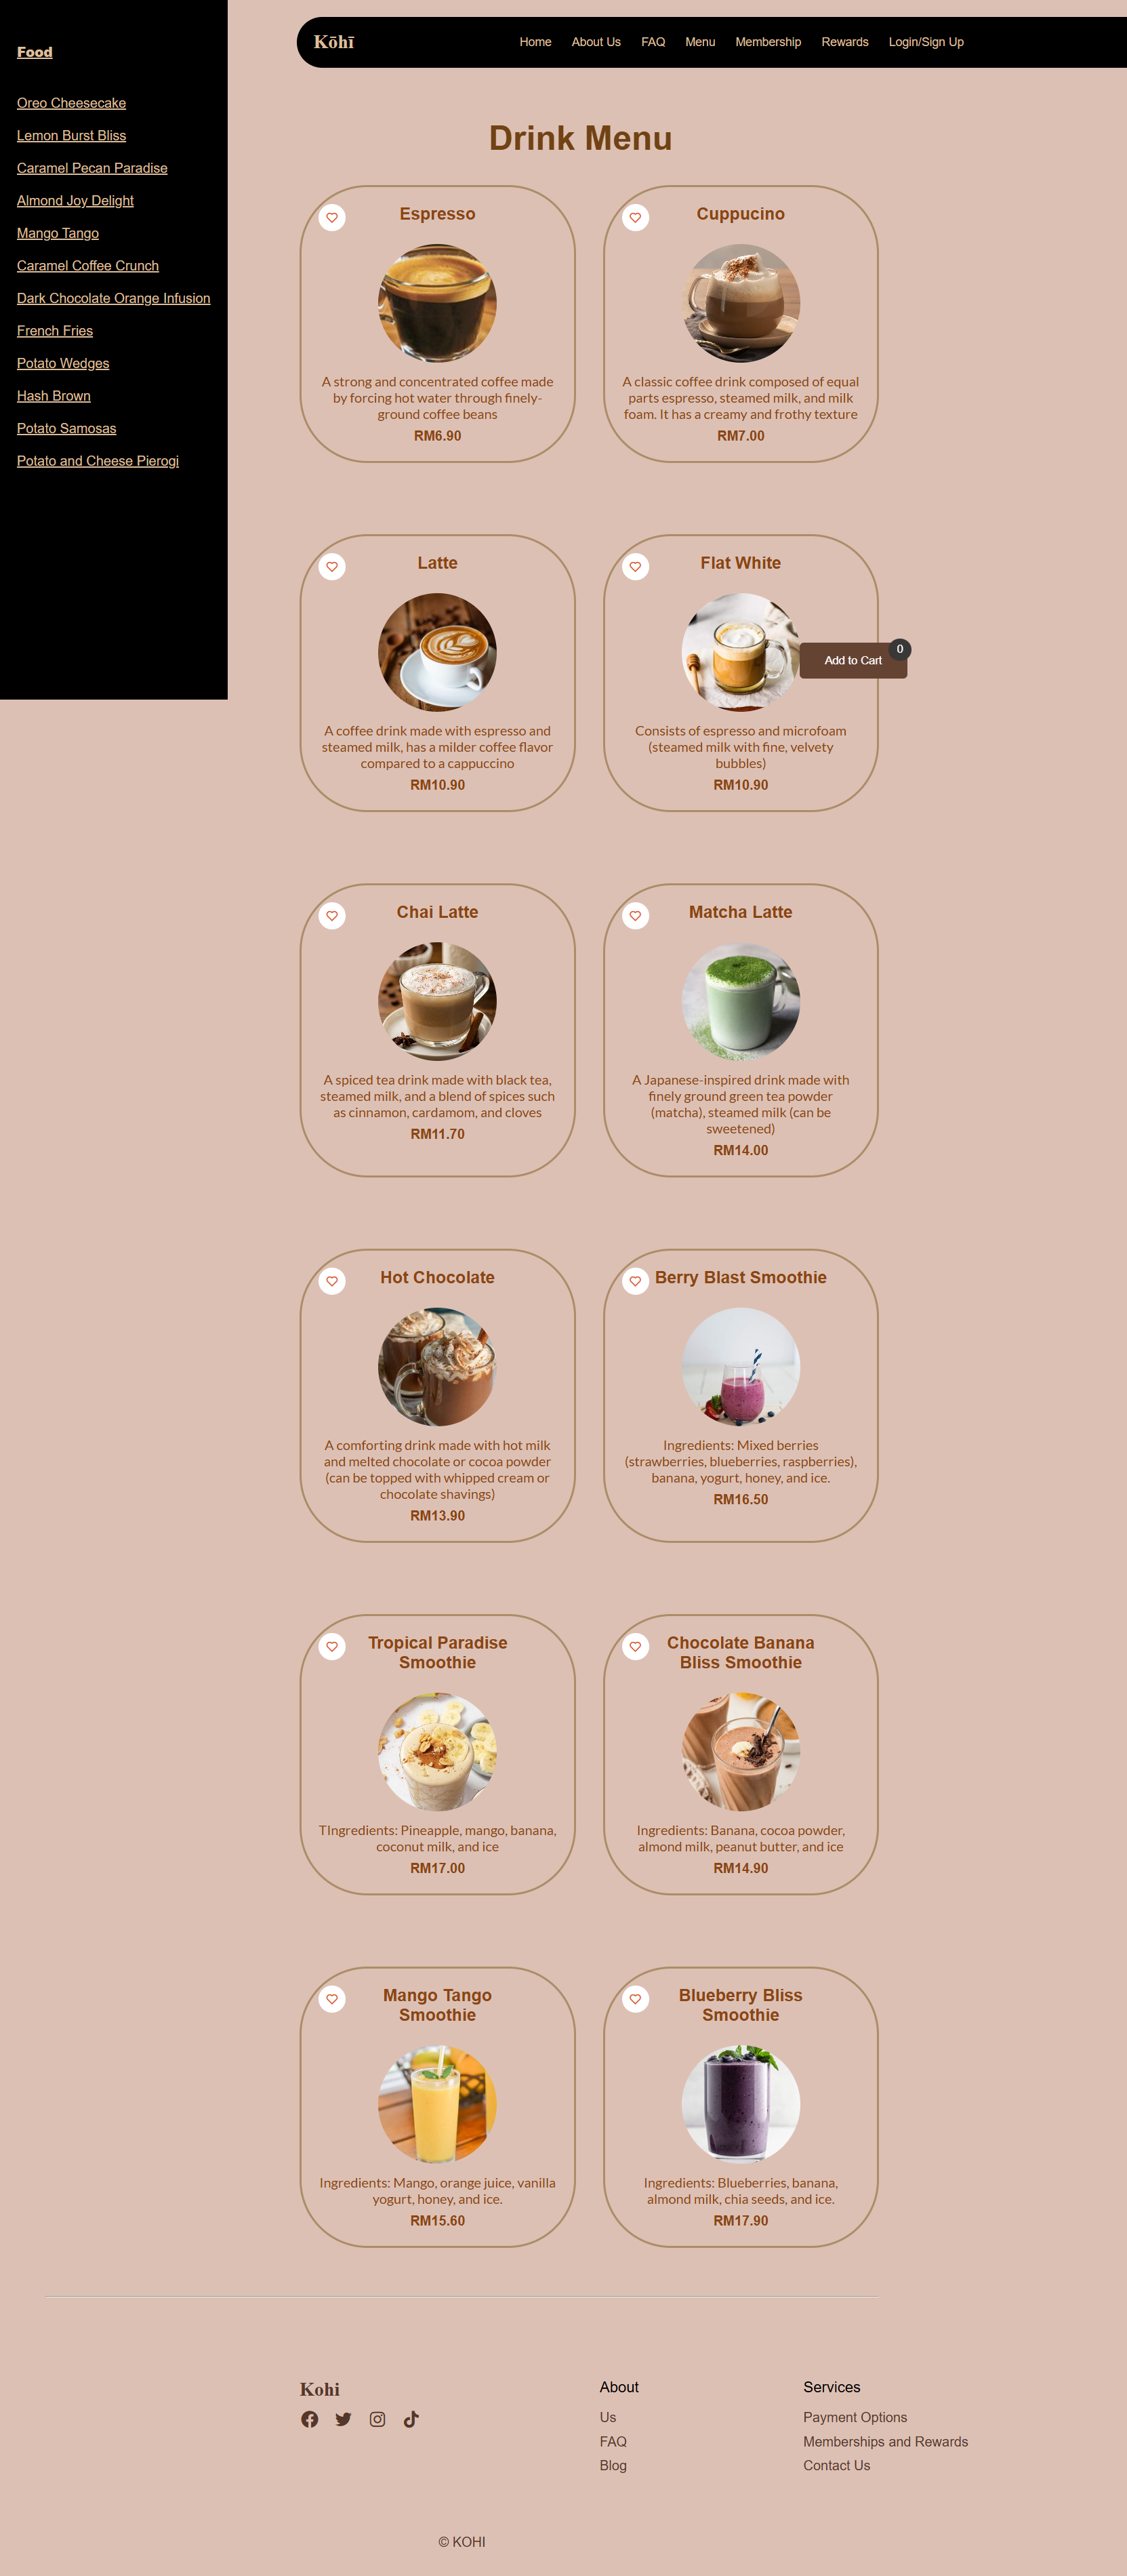 Food
Oreo Cheesecake
Lemon Burst Bliss
Caramel Pecan Paradise
Almond Joy Delight
Mango Tango
Caramel Coffee Crunch
Dark Chocolate Orange Infusion
French Fries
Potato Wedges
Hash Brown
Potato Samosas
Potato and Cheese Pierogi
Kōhī
Home
About Us
FAQ
Menu
Membership
Rewards
Login/Sign Up
Drink Menu
Espresso
A strong and concentrated coffee made
by forcing hot water through finely-
ground coffee beans
RM6.90
Cuppucino
A classic coffee drink composed of equal
parts espresso, steamed milk, and milk
foam. It has a creamy and frothy texture
RM7.00
Latte
A coffee drink made with espresso and
steamed milk, has a milder coffee flavor
compared to a cappuccino
RM10.90
Flat White
Consists of espresso and microfoam
(steamed milk with fine, velvety
bubbles)
RM10.90
Add to Cart
0
Chai Latte
A spiced tea drink made with black tea,
steamed milk, and a blend of spices such
as cinnamon, cardamom, and cloves
RM11.70
Matcha Latte
A Japanese-inspired drink made with
finely ground green tea powder
(matcha), steamed milk (can be
sweetened)
RM14.00
Hot Chocolate
A comforting drink made with hot milk
and melted chocolate or cocoa powder
(can be topped with whipped cream or
chocolate shavings)
RM13.90
Berry Blast Smoothie
Ingredients: Mixed berries
(strawberries, blueberries, raspberries),
banana, yogurt, honey, and ice.
RM16.50
Tropical Paradise
Smoothie
TIngredients: Pineapple, mango, banana,
coconut milk, and ice
RM17.00
Chocolate Banana
Bliss Smoothie
Ingredients: Banana, cocoa powder,
almond milk, peanut butter, and ice
RM14.90
Mango Tango
Smoothie
Ingredients: Mango, orange juice, vanilla
yogurt, honey, and ice.
RM15.60
Blueberry Bliss
Smoothie
Ingredients: Blueberries, banana,
almond milk, chia seeds, and ice.
RM17.90
Kohi
About
Us
FAQ
Blog
Services
Payment Options
Memberships and Rewards
Contact Us
© KOHI